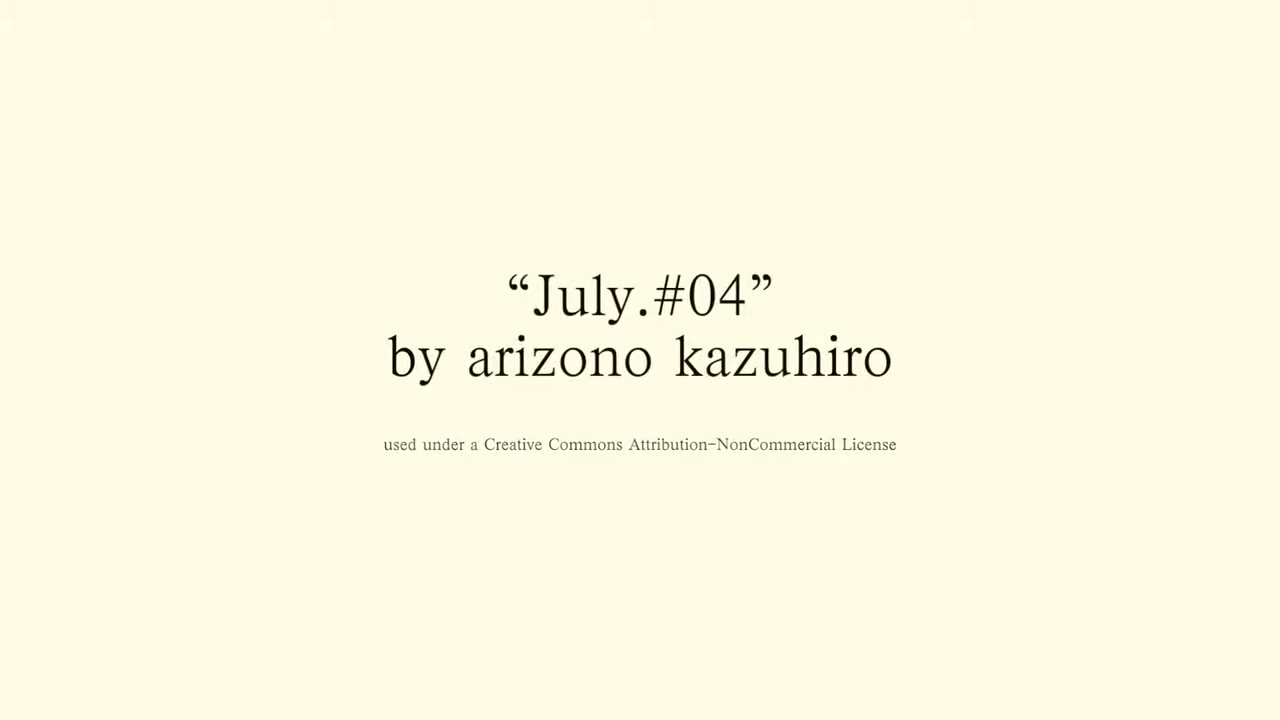 “July.#04”
by arizono kazuhiro
used under a Creative Commons Attribution-NonCommercial License